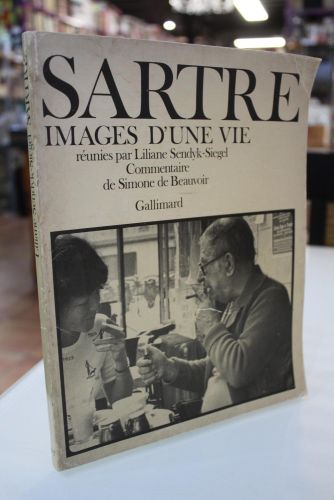 SARTRE
IMAGES D'UNE VIE
réunies par Liliane Sendyk-Siegel
Commentaire
de Simone de Beauvoir
Gallimard